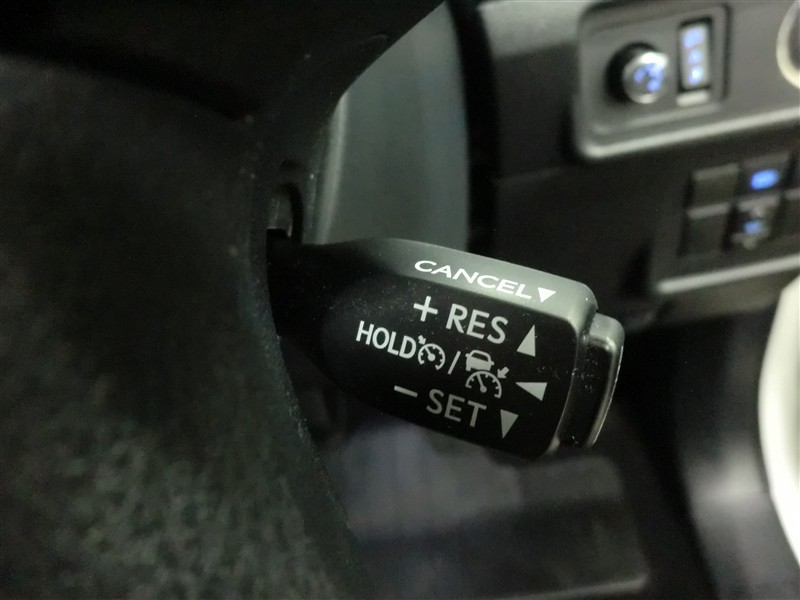 CANCEL▼
+ RES ▲
HOLD /
− SET ▼